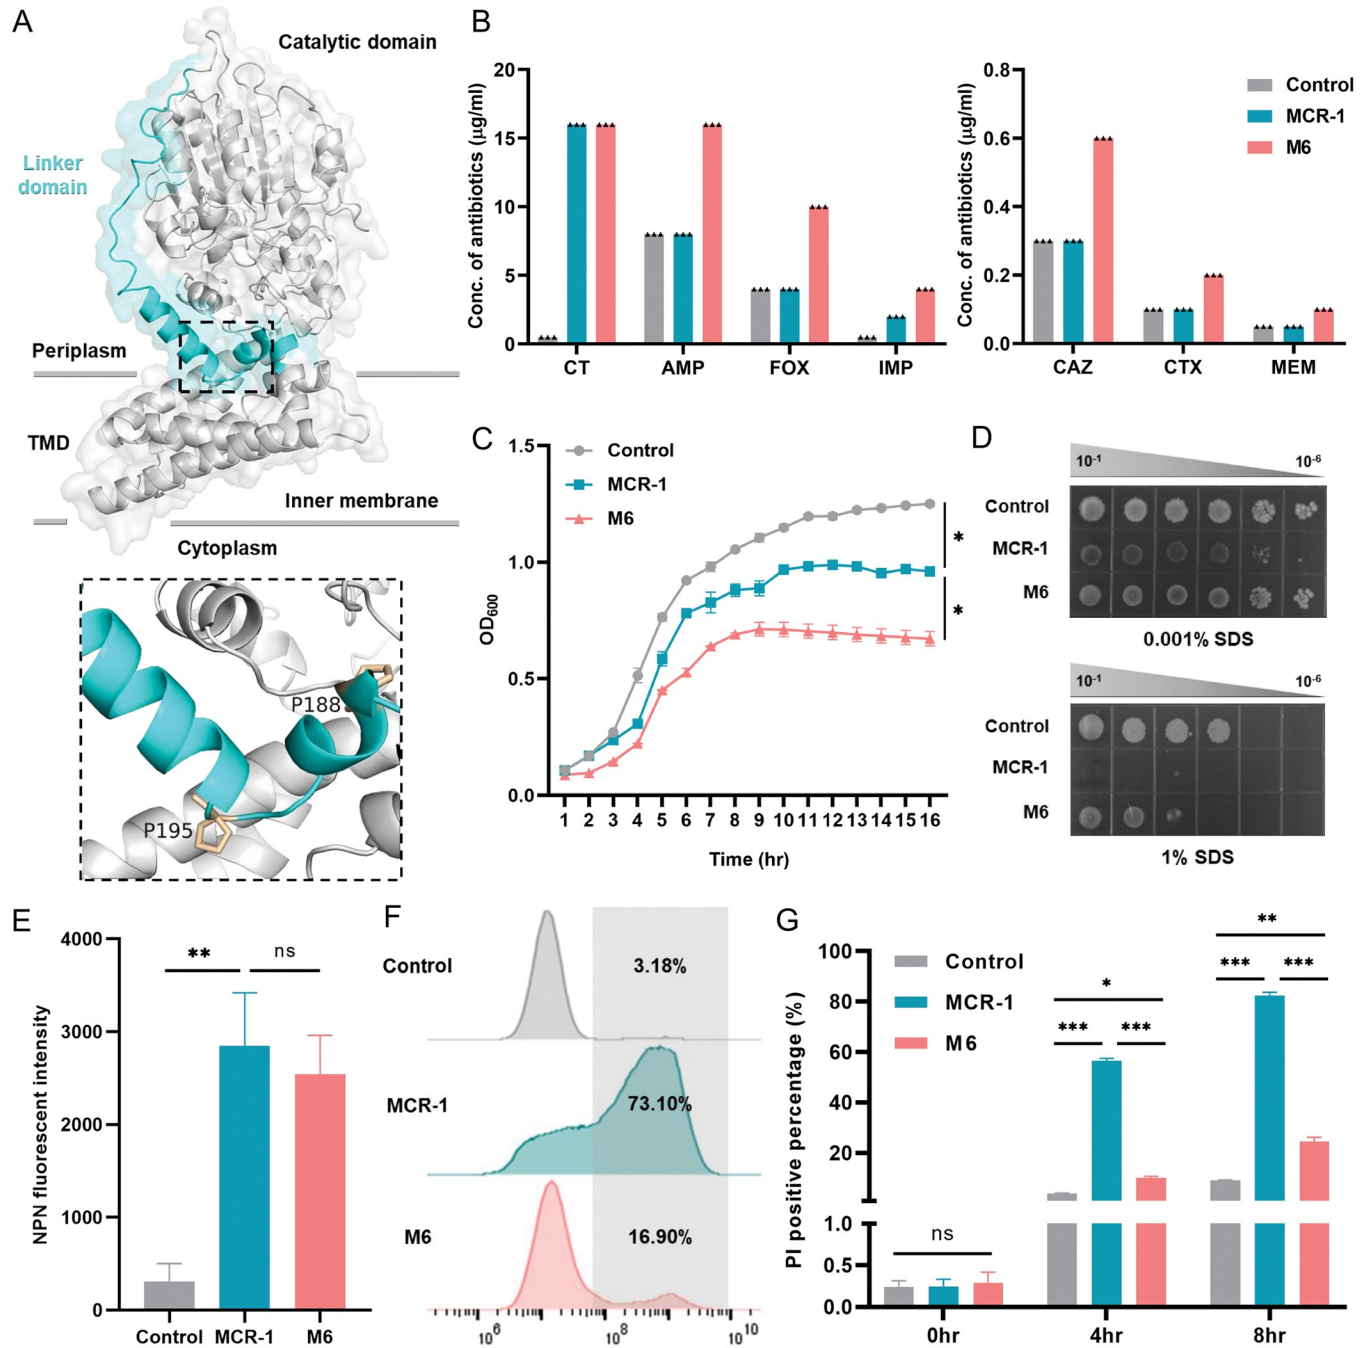 A
Catalytic domain
Linker
domain
Periplasm
TMD
Inner membrane
Cytoplasm
P188
P195
B
Conc. of antibiotics (μg/ml)
20
15
10
5
0
CT AMP FOX IMP
Conc. of antibiotics (μg/ml)
0.8
0.6
0.4
0.2
0.0
CAZ CTX MEM
Control
MCR-1
M6
C
OD600
1.5
1.0
0.5
0.0
Control
MCR-1
M6
*
*
1 2 3 4 5 6 7 8 9 10 11 12 13 14 15 16
Time (hr)
D
10-1 10-6
Control
MCR-1
M6
0.001% SDS
10-1 10-6
Control
MCR-1
M6
1% SDS
E
NPN fluorescent intensity
4000
3000
2000
1000
0
** ns
Control MCR-1 M6
F
Control 3.18%
MCR-1 73.10%
M6 16.90%
106 108 1010
G
PI positive percentage (%)
100
80
60
40
20
1.0
0.5
0.0
Control
MCR-1
M6
ns
*
*** ***
**
*** ***
0hr 4hr 8hr